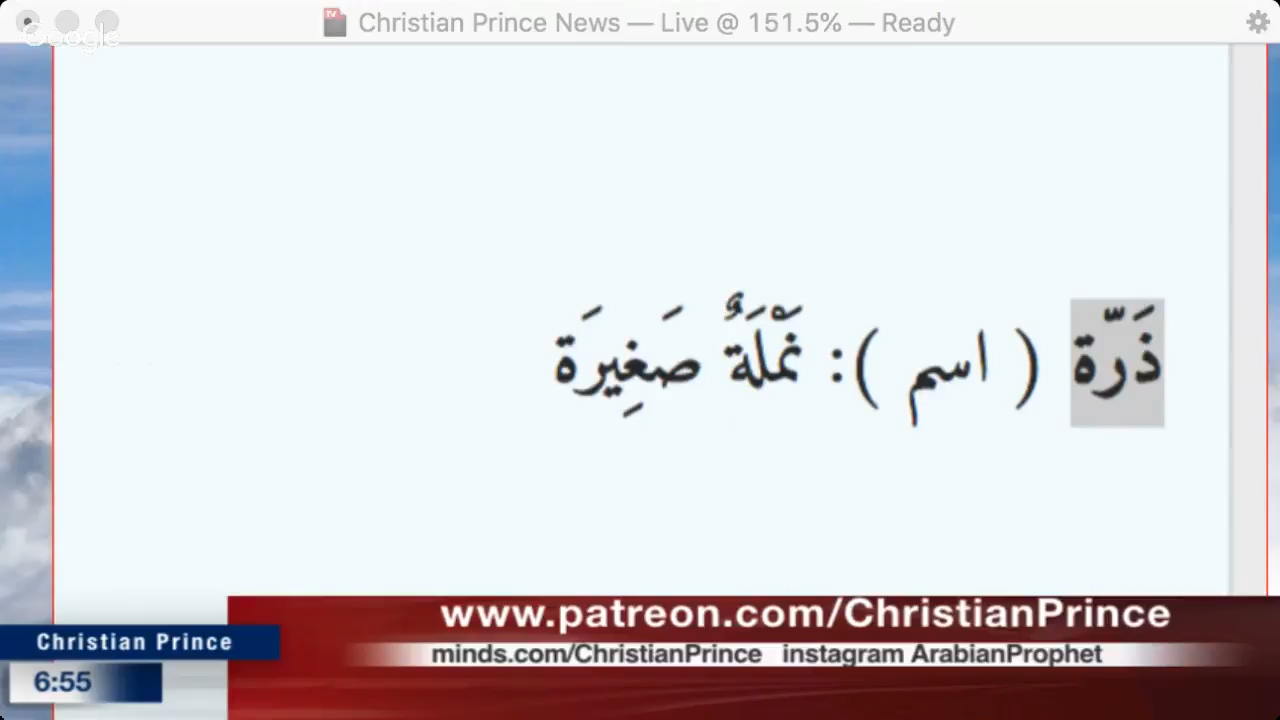 Christian Prince News — Live @ 151.5% — Ready
Google
ذَرّة ( اسم ): نَمْلَةٌ صَغِيرَة
www.patreon.com/ChristianPrince
Christian Prince
minds.com/ChristianPrince instagram ArabianProphet
6:55